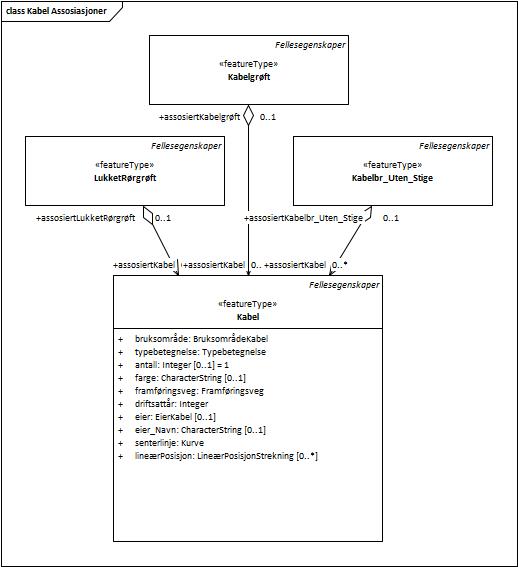 class Kabel Assosiasjoner
Fellesegenskaper
«featureType»
Kabelgrøft
+assosiertKabelgrøft 0..1
Fellesegenskaper
«featureType»
LukketRørgrøft
Fellesegenskaper
«featureType»
Kabelbr_Uten_Stige
+assosiertLukketRørgrøft 0..1
+assosiertKabelbr_Uten_Stige 0..1
+assosiertKabel +assosiertKabel 0.. +assosiertKabel 0..*
Fellesegenskaper
«featureType»
Kabel
+ bruksområde: BruksområdeKabel
+ typebetegnelse: Typebetegnelse
+ antall: Integer [0..1] = 1
+ farge: CharacterString [0..1]
+ framføringsveg: Framføringsveg
+ driftsattår: Integer
+ eier: EierKabel [0..1]
+ eier_Navn: CharacterString [0..1]
+ senterlinje: Kurve
+ lineærPosisjon: LineærPosisjonStrekning [0..*]